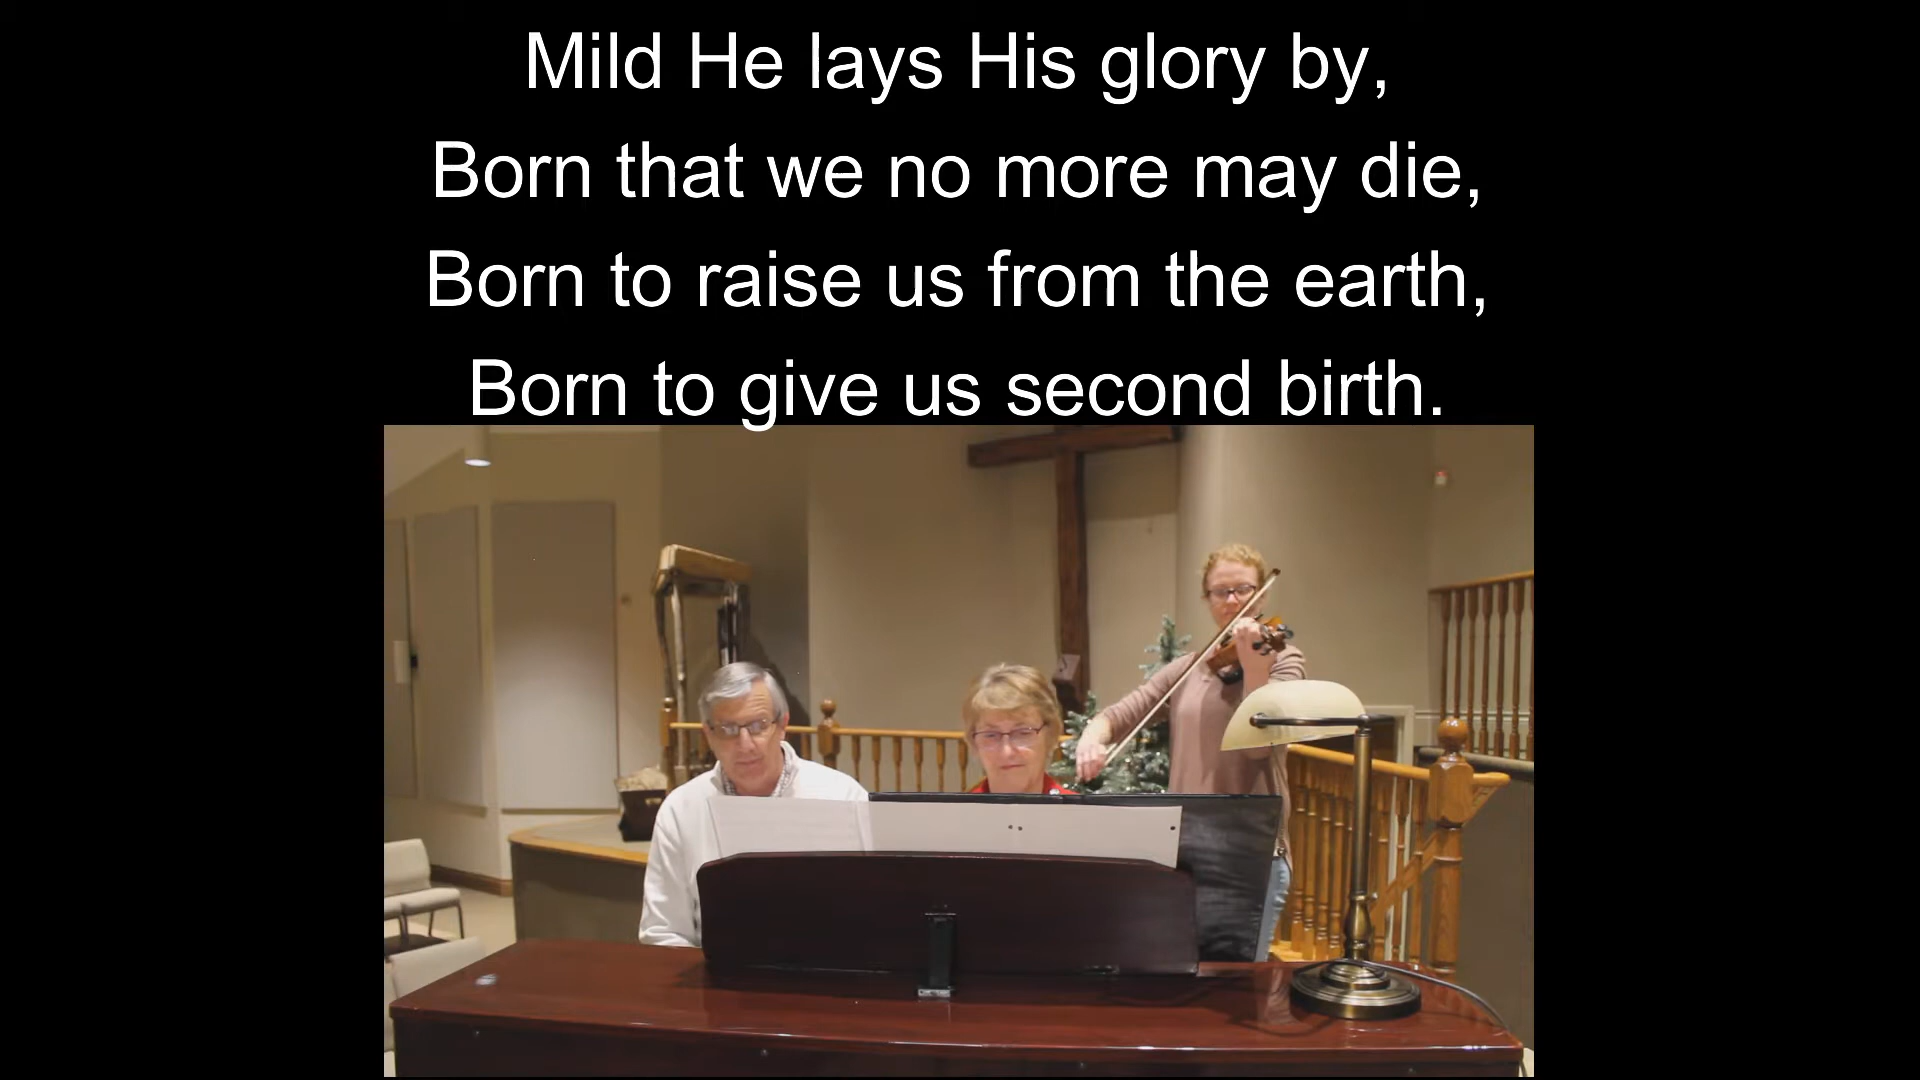 Mild He lays His glory by,
Born that we no more may die,
Born to raise us from the earth,
Born to give us second birth.